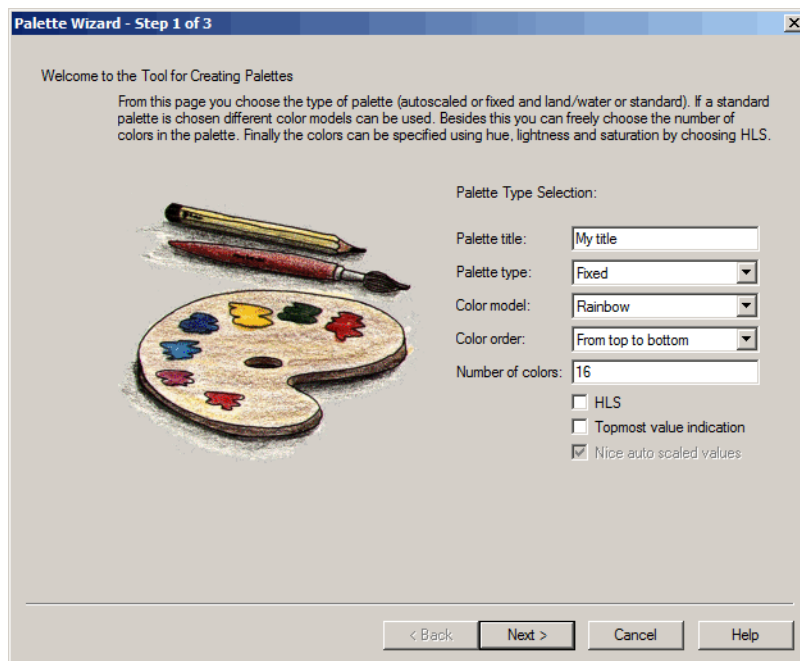 Palette Wizard - Step 1 of 3
Welcome to the Tool for Creating Palettes
From this page you choose the type of palette (autoscaled or fixed and land/water or standard). If a standard
palette is chosen different color models can be used. Besides this you can freely choose the number of
colors in the palette. Finally the colors can be specified using hue, lightness and saturation by choosing HLS.
Palette Type Selection:
Palette title: My title
Palette type: Fixed
Color model: Rainbow
Color order: From top to bottom
Number of colors: 16
HLS
Topmost value indication
Nice auto scaled values
< Back Next > Cancel Help